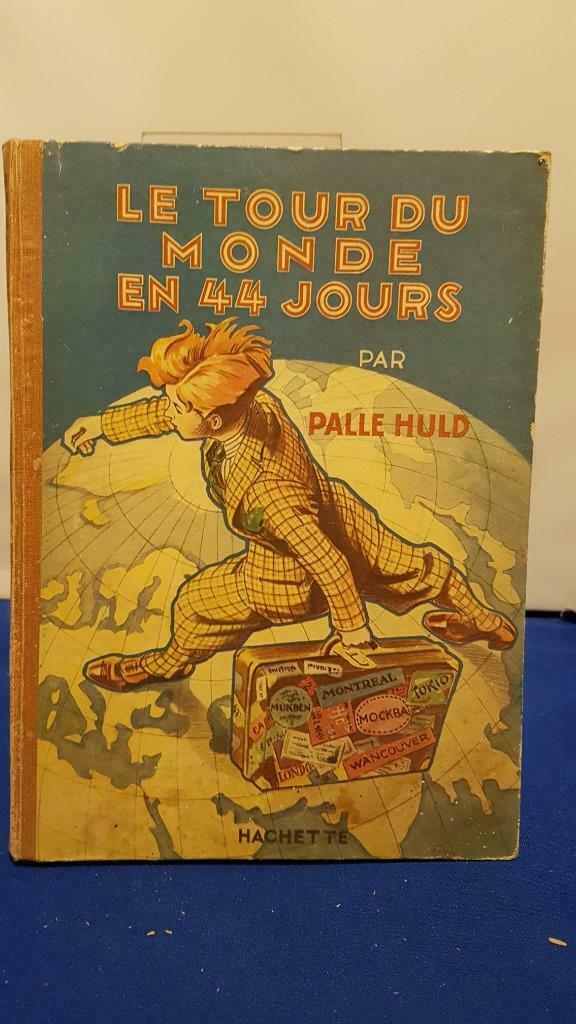 LE TOUR DU
MONDE
EN 44 JOURS
PAR
PALLE HULD
MONTREAL
TOKIO
MUKDEN
MOCKBA
WANCOUVER
HACHETTE